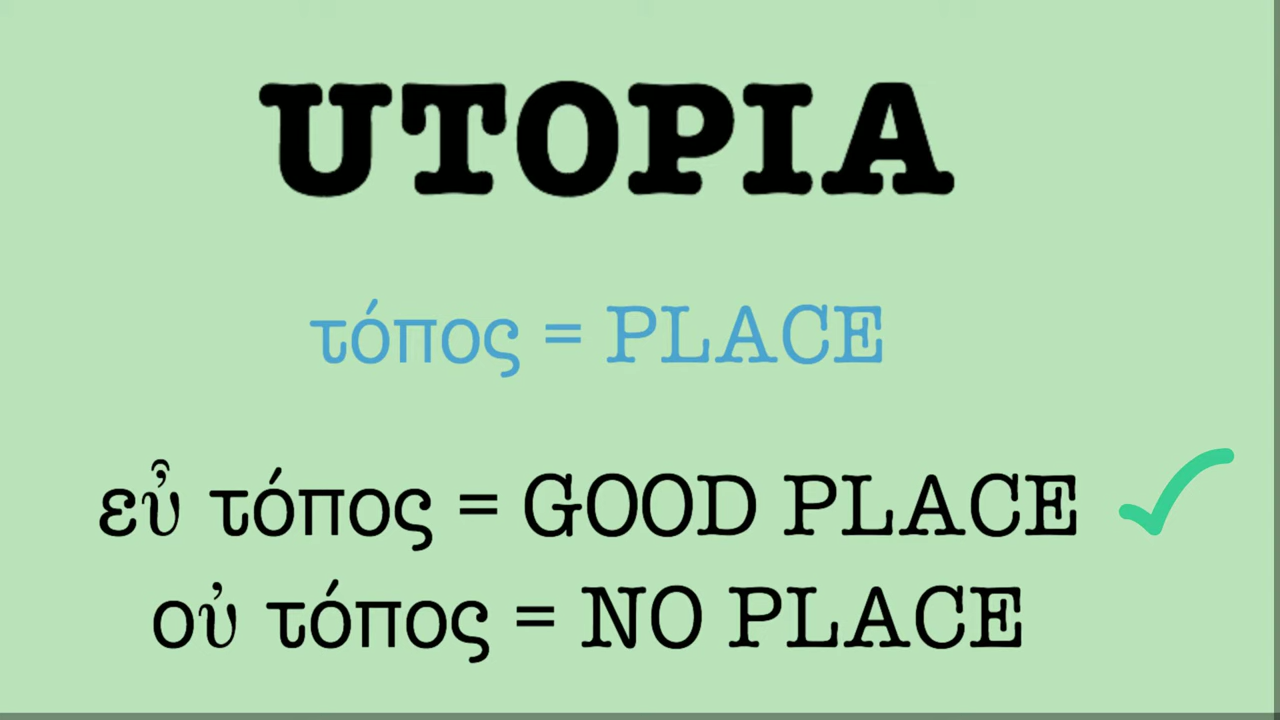 UTOPIA
τόπος = PLACE
εὖ τόπος = GOOD PLACE
οὐ τόπος = NO PLACE